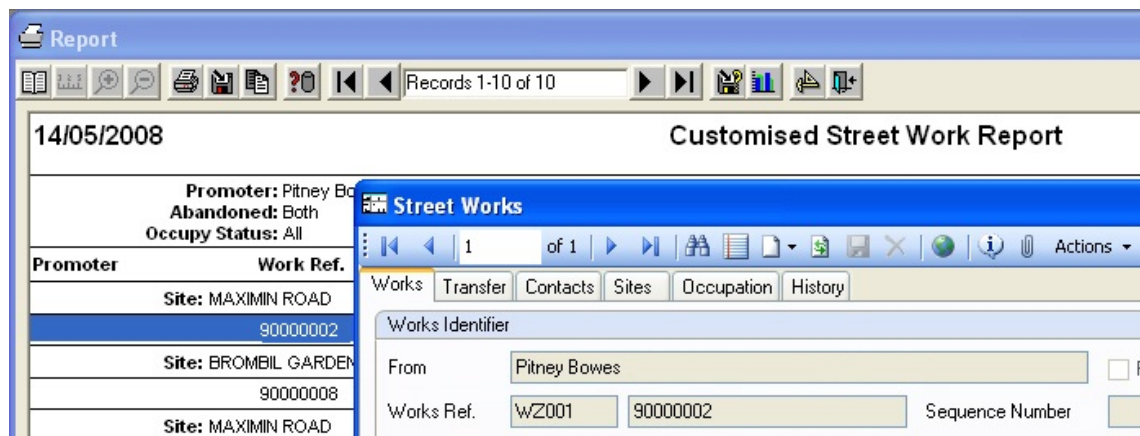 Report
Records 1-10 of 10
14/05/2008 Customised Street Work Report
Promoter: Pitney Bo
Abandoned: Both
Occupy Status: All
Promoter Work Ref.
Site: MAXIMIN ROAD
90000002
Site: BROMBIL GARDEN
90000008
Site: MAXIMIN ROAD
Street Works
1 of 1 Actions
Works Transfer Contacts Sites Occupation History
Works Identifier
From Pitney Bowes
Works Ref. WZ001 90000002 Sequence Number